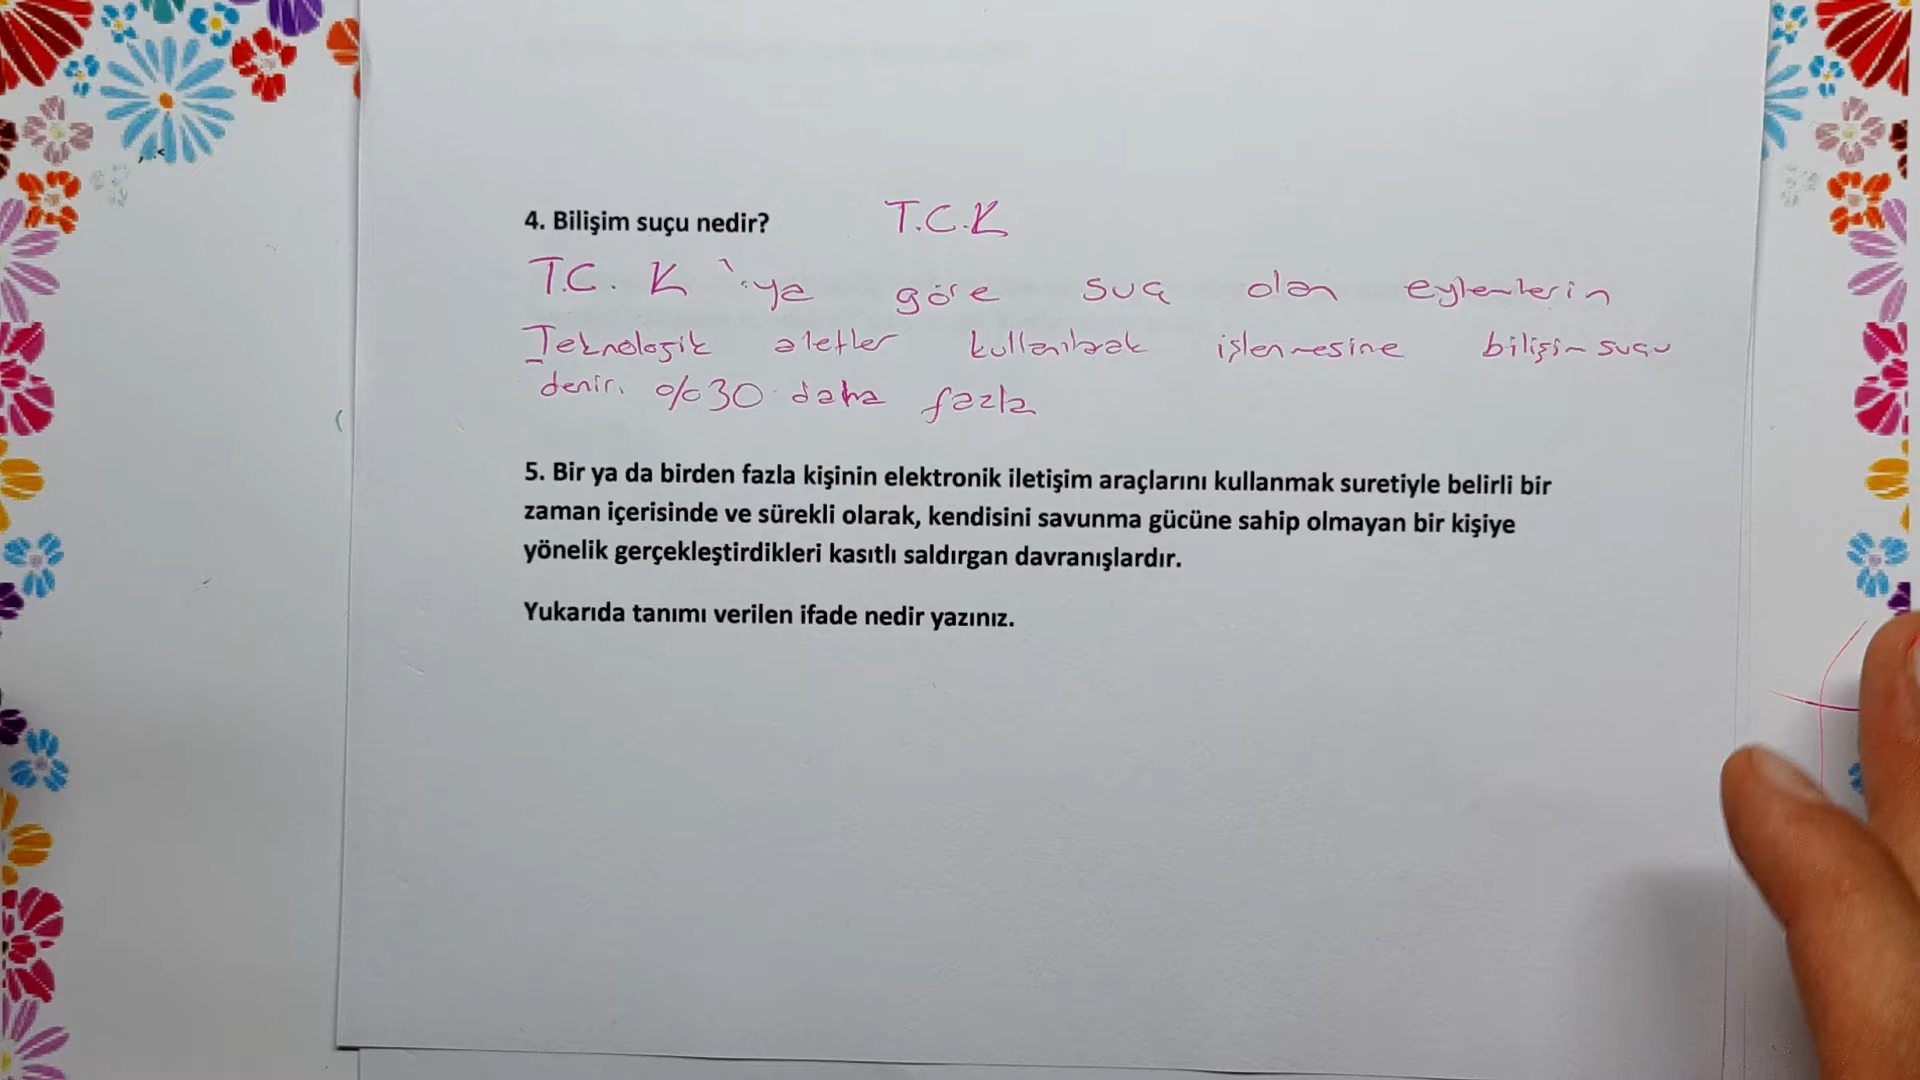 4. Bilişim suçu nedir? T.C.K
T.C.K 'ya göre suç olan eylemlerin
Teknolojik aletler kullanılarak işlenmesine bilişim suçu
denir. %30 daha fazla
5. Bir ya da birden fazla kişinin elektronik iletişim araçlarını kullanmak suretiyle belirli bir
zaman içerisinde ve sürekli olarak, kendisini savunma gücüne sahip olmayan bir kişiye
yönelik gerçekleştirdikleri kasıtlı saldırgan davranışlardır.
Yukarıda tanımı verilen ifade nedir yazınız.